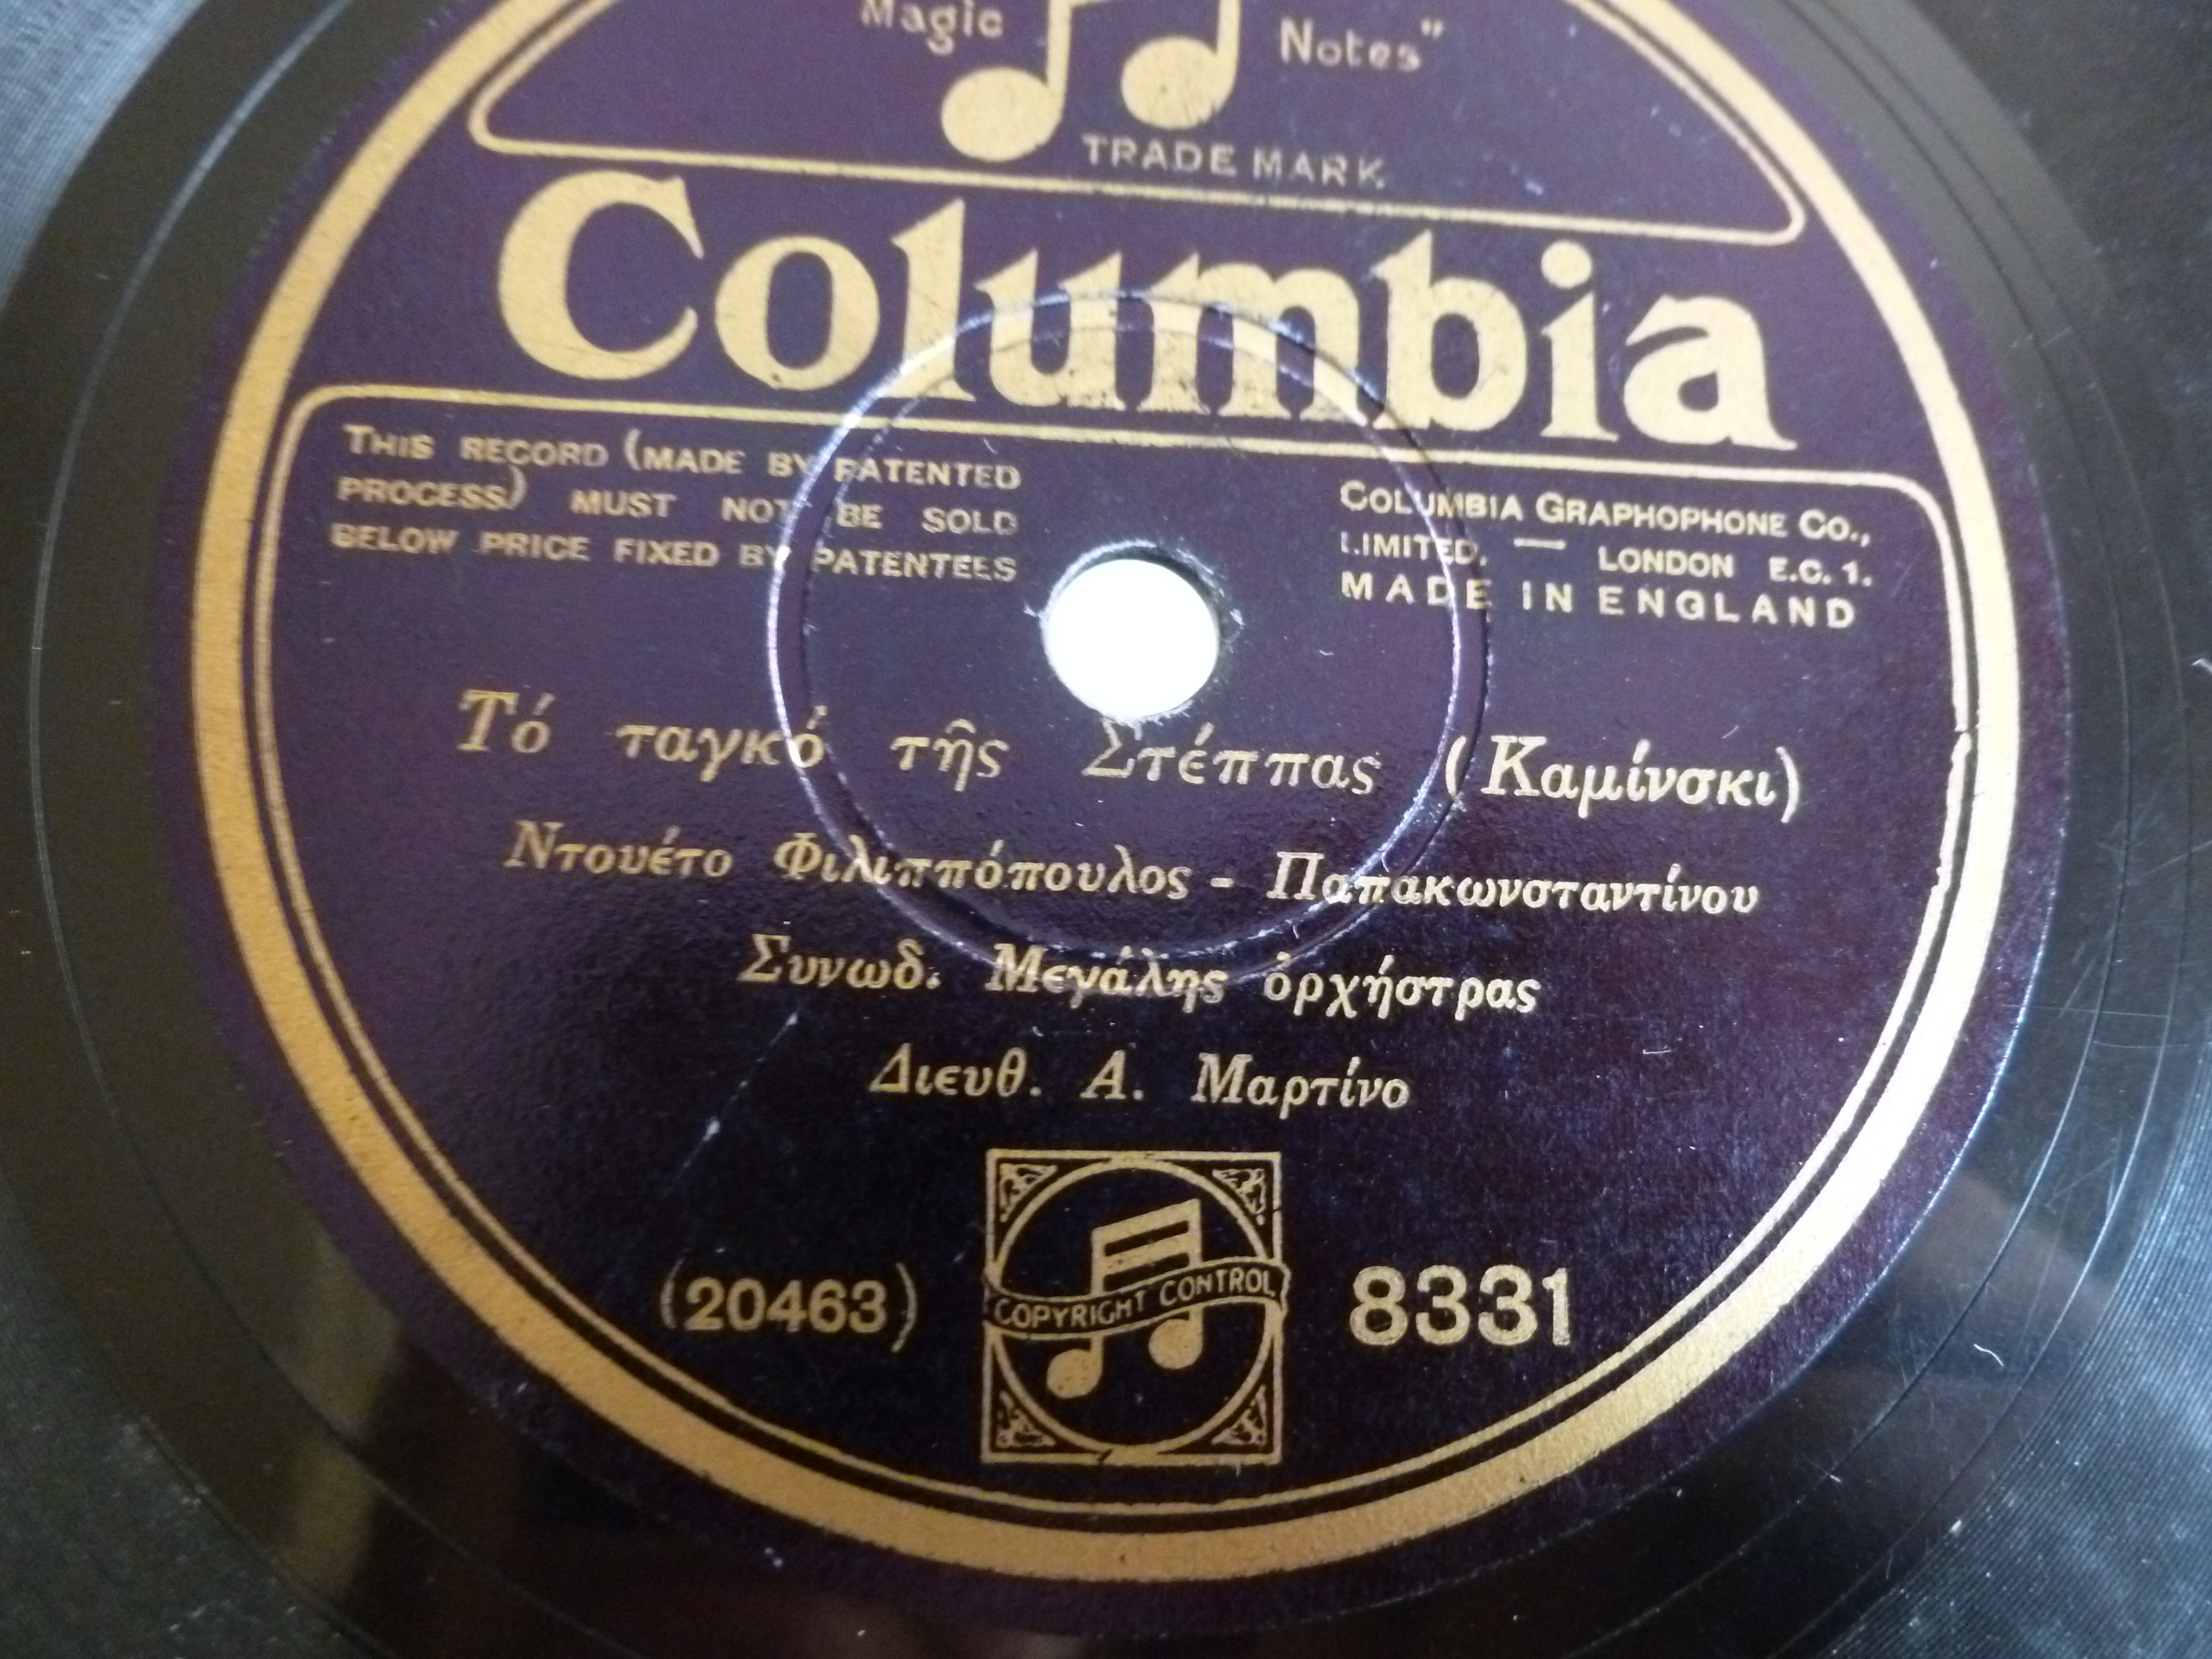 Magic Notes"
TRADE MARK
Columbia
THIS RECORD (MADE BY PATENTED
PROCESS) MUST NOT BE SOLD
BELOW PRICE FIXED BY PATENTEES
COLUMBIA GRAPHOPHONE CO.,
LIMITED. — LONDON E.C. 1.
MADE IN ENGLAND
Τό ταγκό τῆς Στέππας (Καμίνσκι)
Ντουέτο Φιλιππόπουλος - Παπακωνσταντίνου
Συνωδ. Μεγάλης ὀρχήστρας
Διευθ. Α. Μαρτίνο
(20463)
COPYRIGHT CONTROL
8331